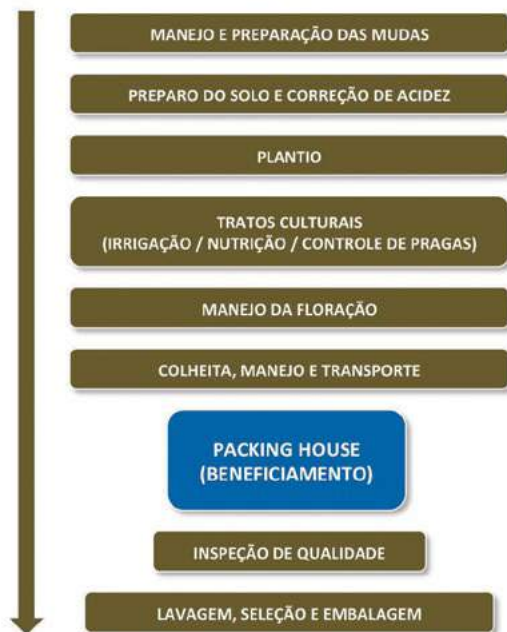 MANEJO E PREPARAÇÃO DAS MUDAS
PREPARO DO SOLO E CORREÇÃO DE ACIDEZ
PLANTIO
TRATOS CULTURAIS
(IRRIGAÇÃO / NUTRIÇÃO / CONTROLE DE PRAGAS)
MANEJO DA FLORAÇÃO
COLHEITA, MANEJO E TRANSPORTE
PACKING HOUSE
(BENEFICIAMENTO)
INSPEÇÃO DE QUALIDADE
LAVAGEM, SELEÇÃO E EMBALAGEM